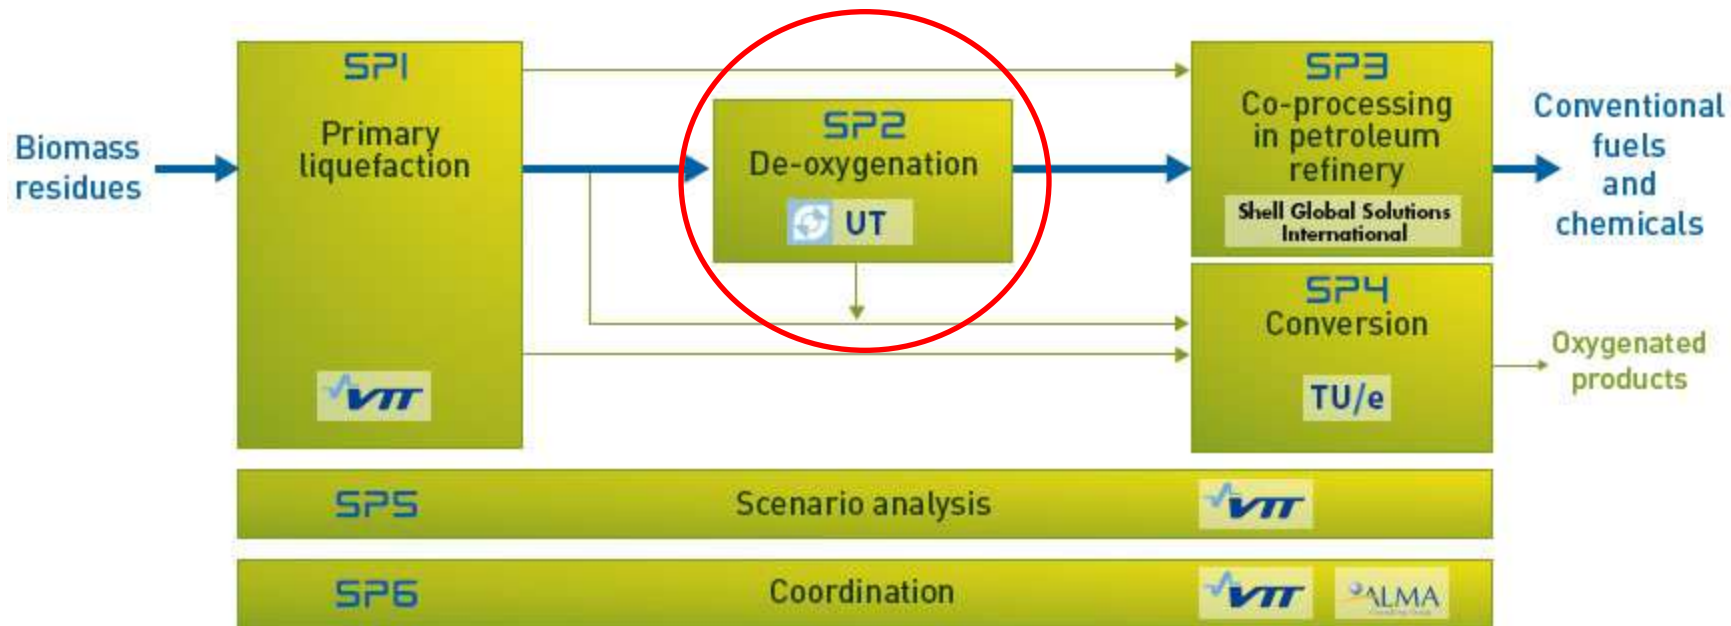 Biomass
residues
SP1
Primary
liquefaction
VTT
SP2
De-oxygenation
UT
SP3
Co-processing
in petroleum
refinery
Shell Global Solutions
International
Conventional
fuels
and
chemicals
SP4
Conversion
TU/e
Oxygenated
products
SP5
Scenario analysis
VTT
SP6
Coordination
VTT
ALMA